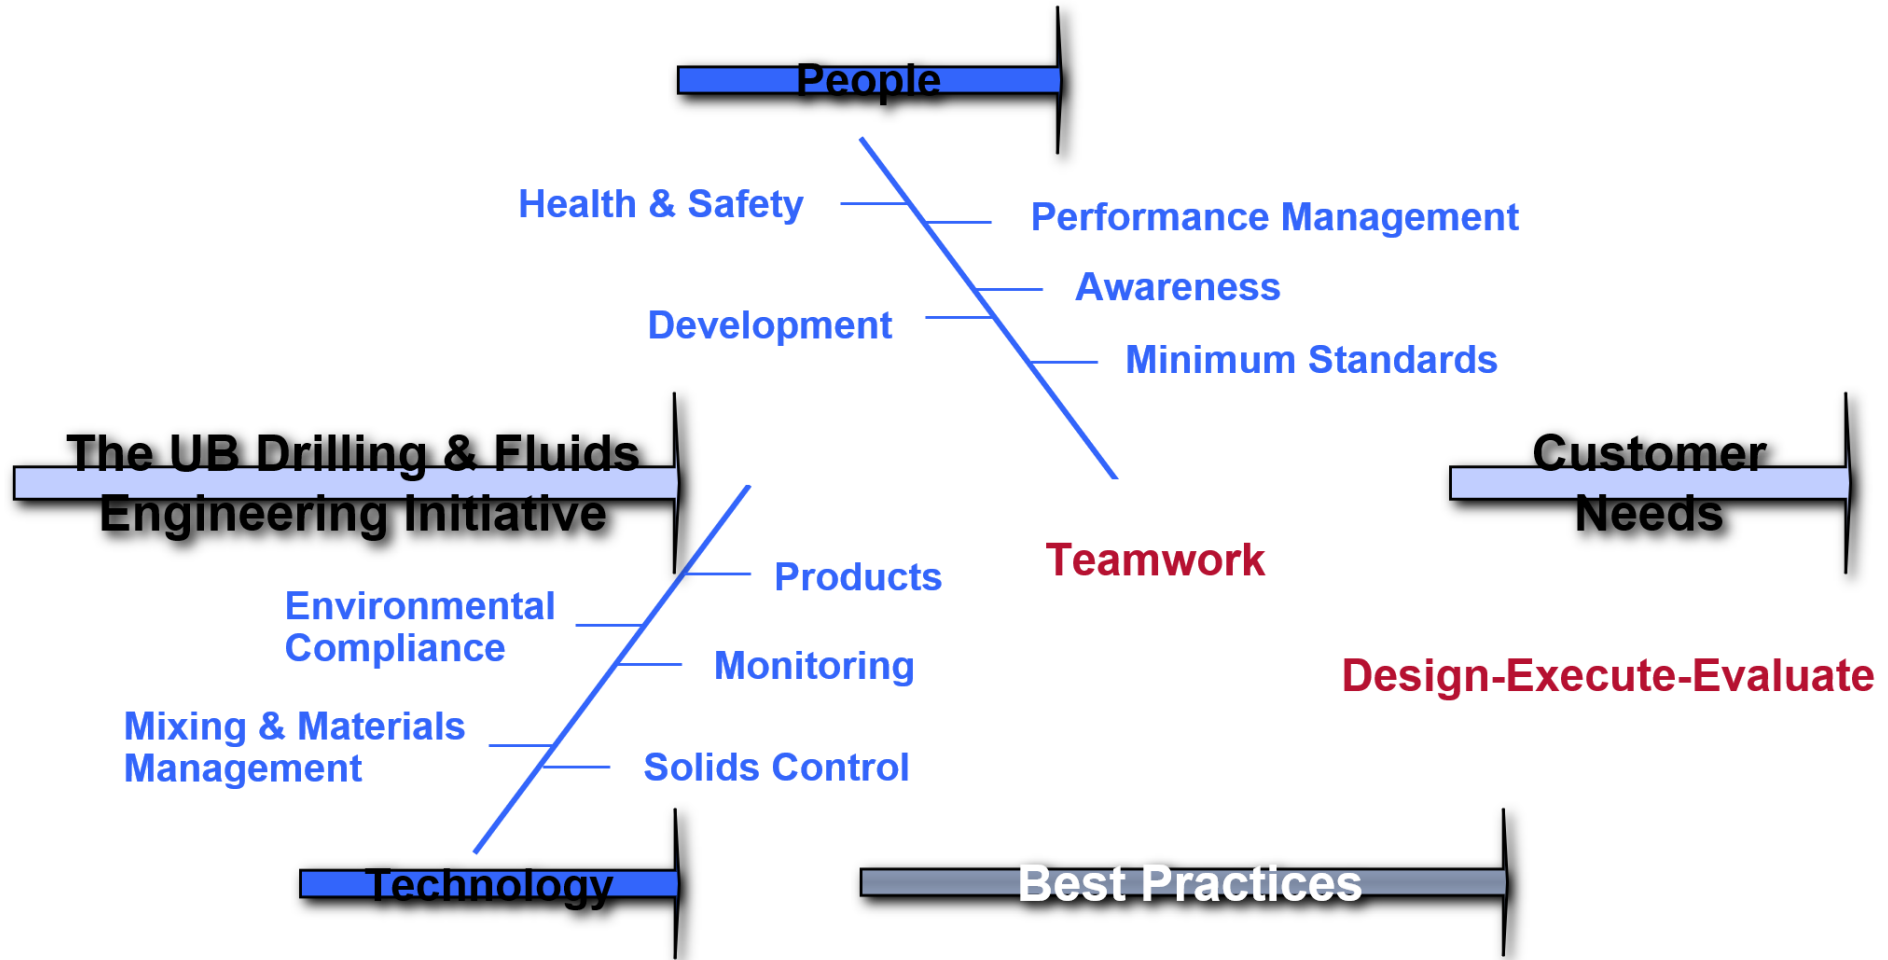 People
Health & Safety
Performance Management
Awareness
Development
Minimum Standards
The UB Drilling & Fluids
Engineering Initiative
Customer
Needs
Teamwork
Products
Environmental
Compliance
Monitoring
Design-Execute-Evaluate
Mixing & Materials
Management
Solids Control
Technology
Best Practices